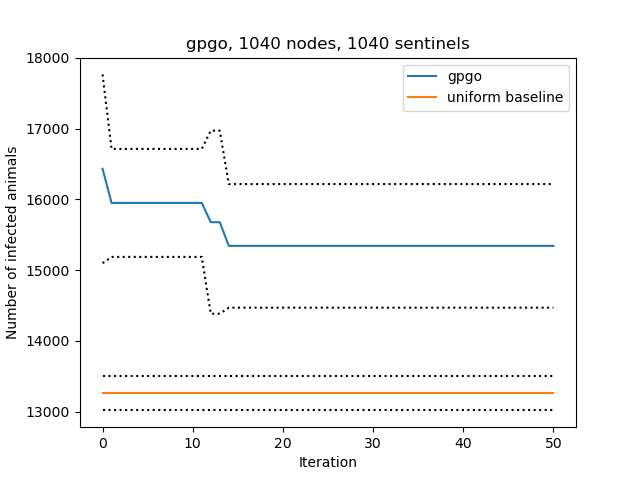 gpgo, 1040 nodes, 1040 sentinels
gpgo
uniform baseline
Number of infected animals
18000
17000
16000
15000
14000
13000
0 10 20 30 40 50
Iteration